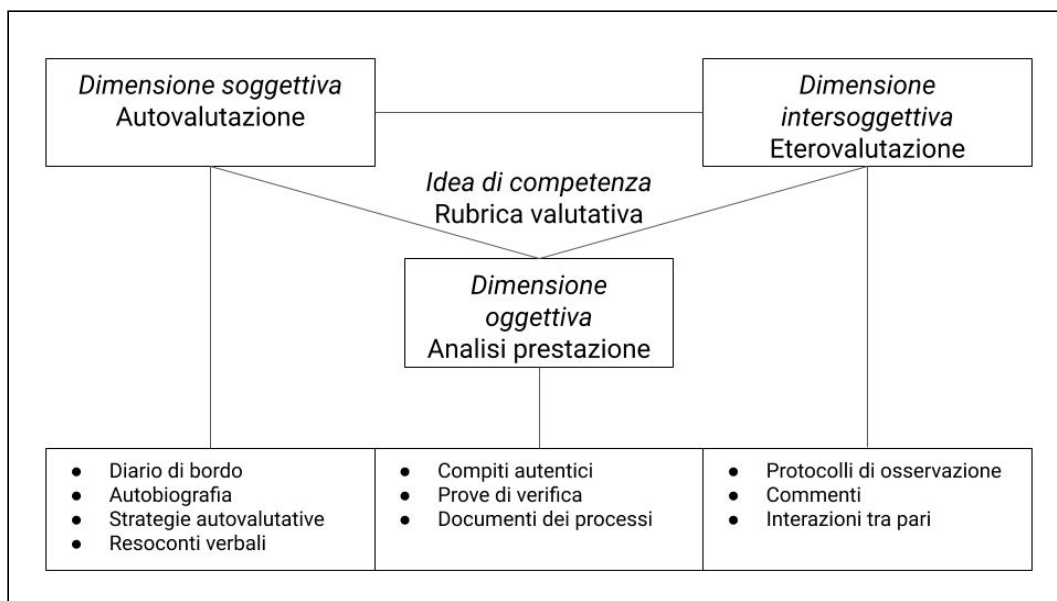 Dimensione soggettiva
Autovalutazione
Dimensione
intersoggettiva
Eterovalutazione
Idea di competenza
Rubrica valutativa
Dimensione
oggettiva
Analisi prestazione
● Diario di bordo
● Autobiografia
● Strategie autovalutative
● Resoconti verbali
● Compiti autentici
● Prove di verifica
● Documenti dei processi
● Protocolli di osservazione
● Commenti
● Interazioni tra pari